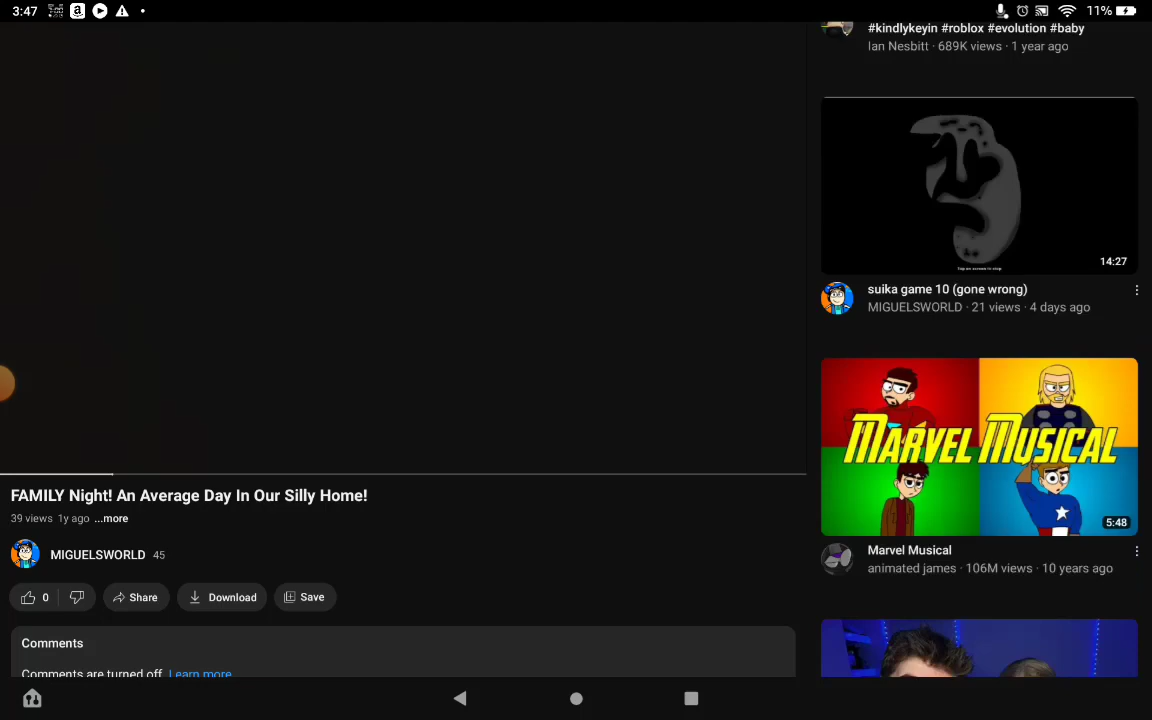 3:47
11%
#kindlykeyin #roblox #evolution #baby
Ian Nesbitt · 689K views · 1 year ago
14:27
suika game 10 (gone wrong)
MIGUELSWORLD · 21 views · 4 days ago
MARVEL MUSICAL
5:48
Marvel Musical
animated james · 106M views · 10 years ago
FAMILY Night! An Average Day In Our Silly Home!
39 views 1y ago ...more
MIGUELSWORLD 45
0 Share Download Save
Comments
Comments are turned off. Learn more